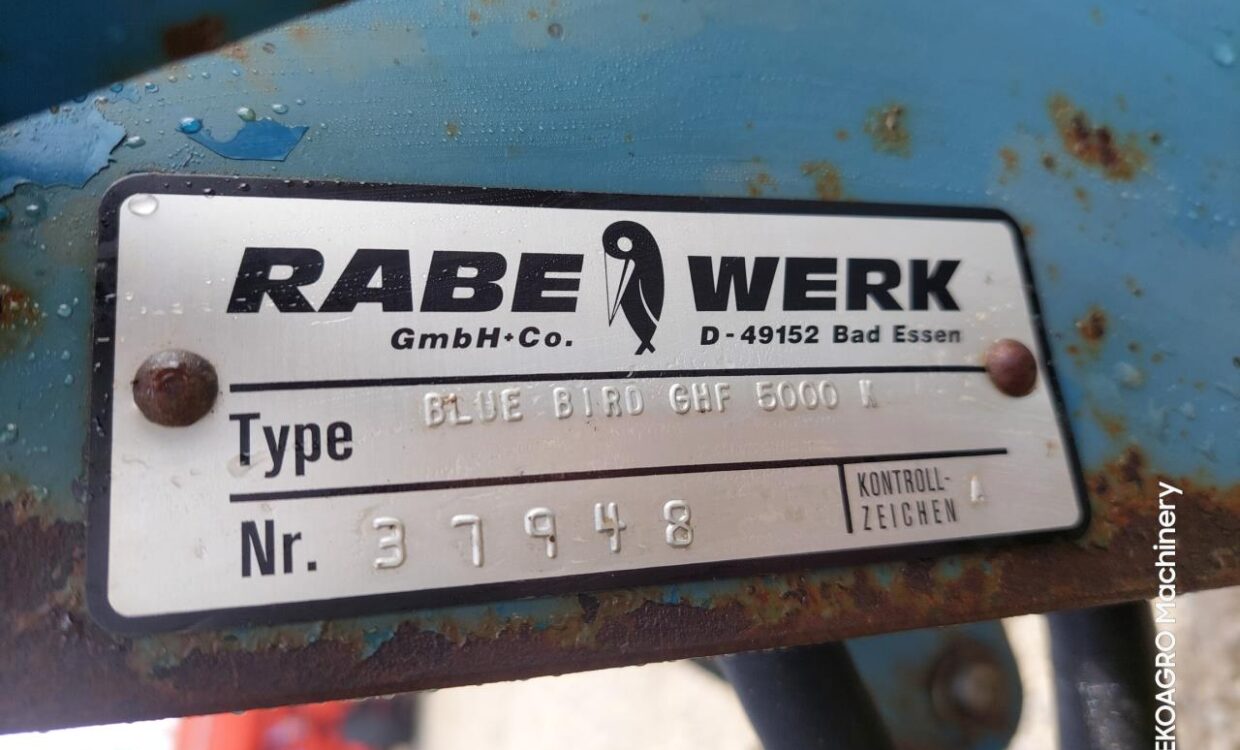 RABE WERK
GmbH+Co. D-49152 Bad Essen
Type BLUE BIRD GHF 5000 K
Nr. 37948
KONTROLL-
ZEICHEN A
EKOAGRO Machinery